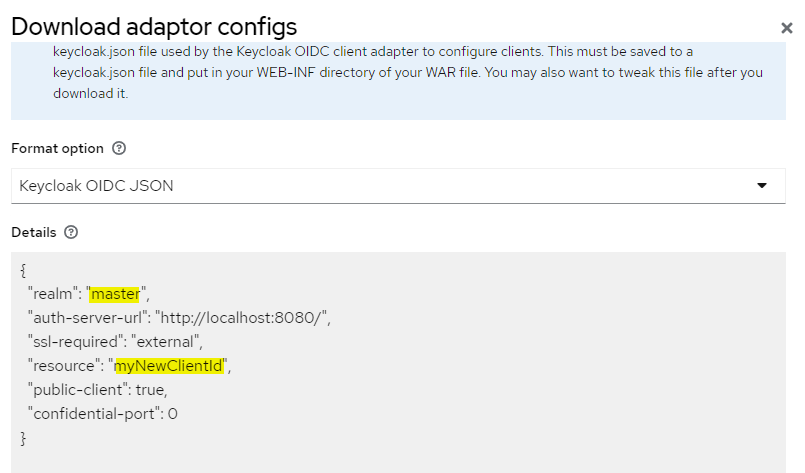 Download adaptor configs
keycloak.json file used by the Keycloak OIDC client adapter to configure clients. This must be saved to a
keycloak.json file and put in your WEB-INF directory of your WAR file. You may also want to tweak this file after you
download it.
Format option
Keycloak OIDC JSON
Details
{
"realm": "master",
"auth-server-url": "http://localhost:8080/",
"ssl-required": "external",
"resource": "myNewClientId",
"public-client": true,
"confidential-port": 0
}